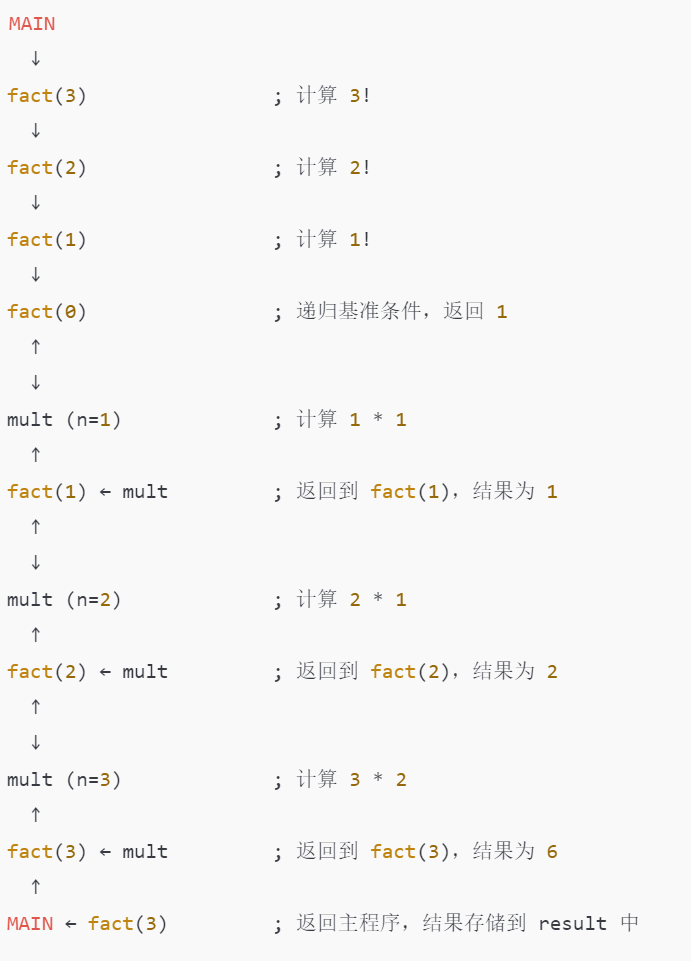 MAIN
↓
fact(3) ; 计算 3!
↓
fact(2) ; 计算 2!
↓
fact(1) ; 计算 1!
↓
fact(0) ; 递归基准条件，返回 1
↑
↓
mult (n=1) ; 计算 1 * 1
↑
fact(1) ← mult ; 返回到 fact(1)，结果为 1
↑
↓
mult (n=2) ; 计算 2 * 1
↑
fact(2) ← mult ; 返回到 fact(2)，结果为 2
↑
↓
mult (n=3) ; 计算 3 * 2
↑
fact(3) ← mult ; 返回到 fact(3)，结果为 6
↑
MAIN ← fact(3) ; 返回主程序，结果存储到 result 中